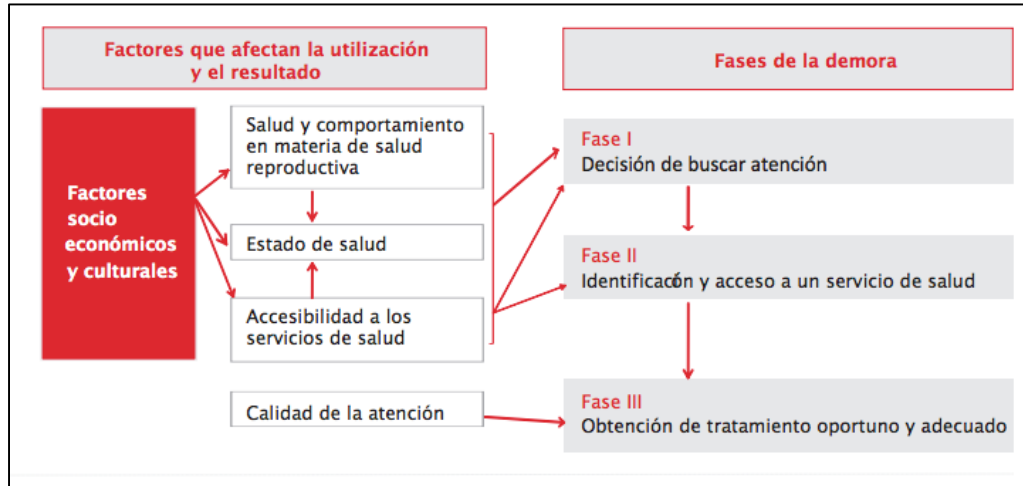 Factores que afectan la utilización
y el resultado
Fases de la demora
Factores
socio
económicos
y culturales
Salud y comportamiento
en materia de salud
reproductiva
Estado de salud
Accesibilidad a los
servicios de salud
Calidad de la atención
Fase I
Decisión de buscar atención
Fase II
Identificación y acceso a un servicio de salud
Fase III
Obtención de tratamiento oportuno y adecuado